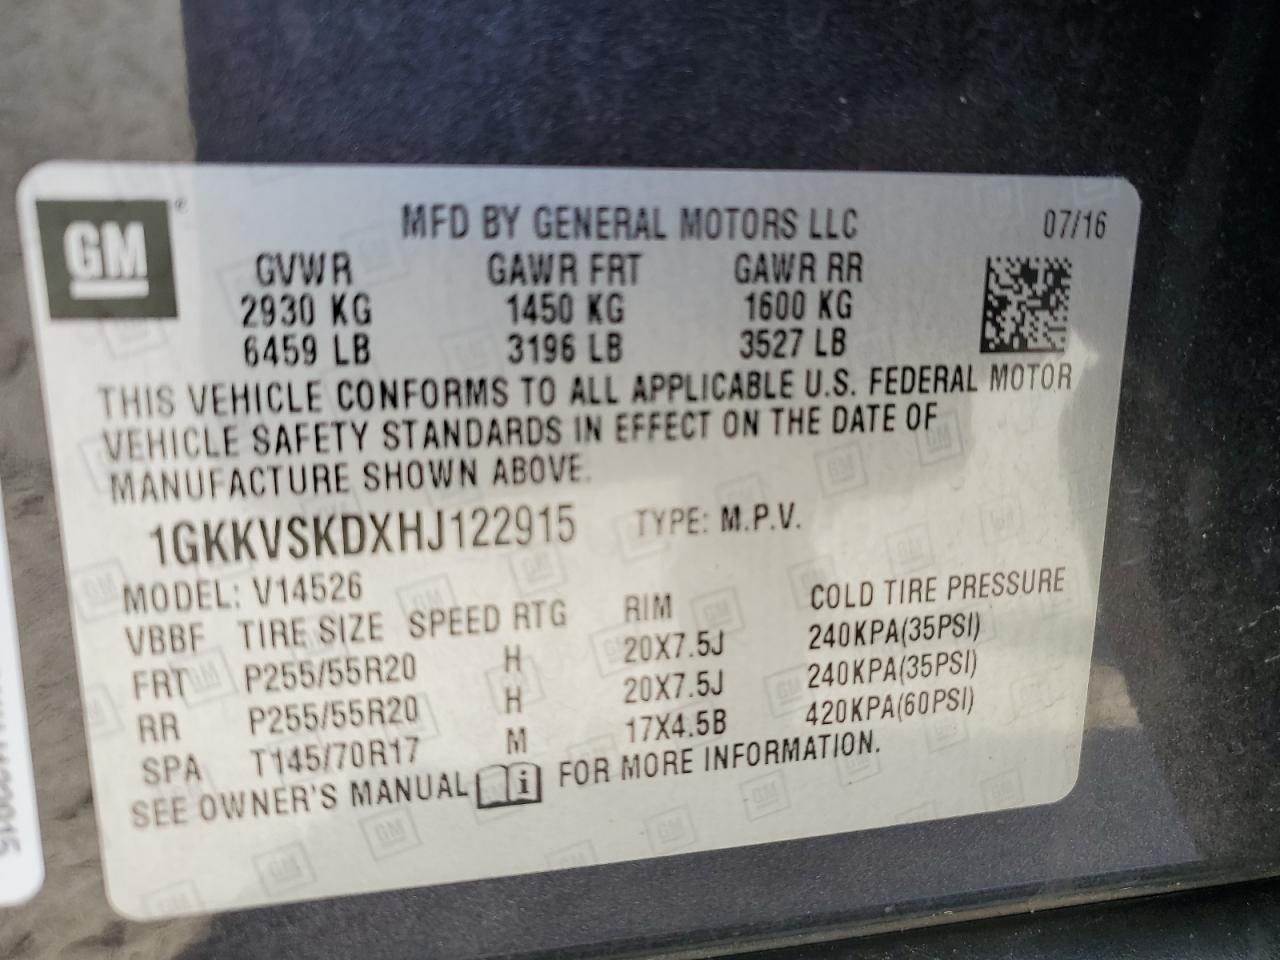 GM
MFD BY GENERAL MOTORS LLC 07/16
GVWR GAWR FRT GAWR RR
2930 KG 1450 KG 1600 KG
6459 LB 3196 LB 3527 LB
THIS VEHICLE CONFORMS TO ALL APPLICABLE U.S. FEDERAL MOTOR
VEHICLE SAFETY STANDARDS IN EFFECT ON THE DATE OF
MANUFACTURE SHOWN ABOVE.
1GKKVSKDXHJ122915 TYPE: M.P.V.
MODEL: V14526
VBBF TIRE SIZE SPEED RTG RIM COLD TIRE PRESSURE
FRT P255/55R20 H 20X7.5J 240KPA(35PSI)
RR P255/55R20 H 20X7.5J 240KPA(35PSI)
SPA T145/70R17 M 17X4.5B 420KPA(60PSI)
SEE OWNER'S MANUAL i FOR MORE INFORMATION.